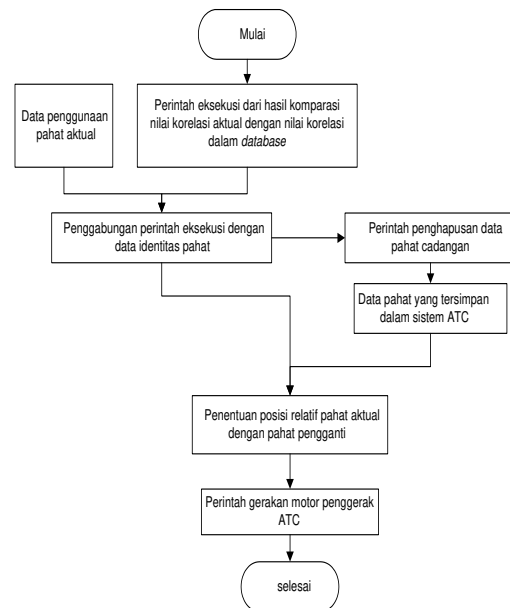 Mulai
Data penggunaan
pahat aktual
Perintah eksekusi dari hasil komparasi
nilai korelasi aktual dengan nilai korelasi
dalam database
Penggabungan perintah eksekusi dengan
data identitas pahat
Perintah penghapusan data
pahat cadangan
Data pahat yang tersimpan
dalam sistem ATC
Penentuan posisi relatif pahat aktual
dengan pahat pengganti
Perintah gerakan motor penggerak
ATC
selesai